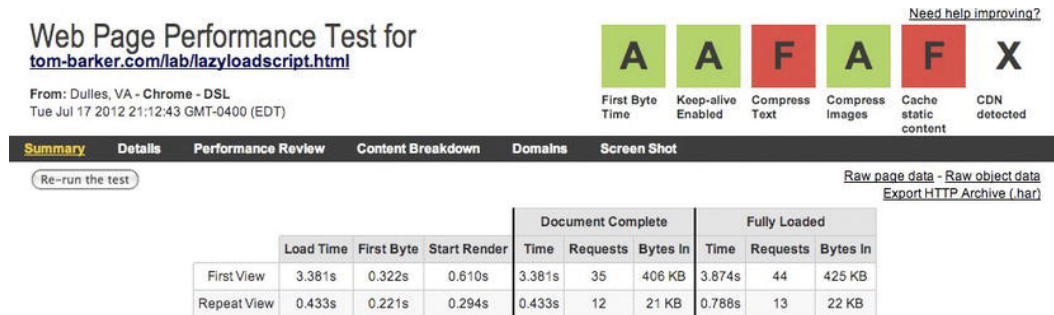 Need help improving?
Web Page Performance Test for
tom-barker.com/lab/lazyloadscript.html
From: Dulles, VA - Chrome - DSL
Tue Jul 17 2012 21:12:43 GMT-0400 (EDT)
A A F A F X
First Byte Time Keep-alive Enabled Compress Text Compress Images Cache static content CDN detected
Summary Details Performance Review Content Breakdown Domains Screen Shot
Re-run the test
Raw page data - Raw object data
Export HTTP Archive (.har)
Document Complete Fully Loaded
Load Time First Byte Start Render Time Requests Bytes In Time Requests Bytes In
First View 3.381s 0.322s 0.610s 3.381s 35 406 KB 3.874s 44 425 KB
Repeat View 0.433s 0.221s 0.294s 0.433s 12 21 KB 0.788s 13 22 KB